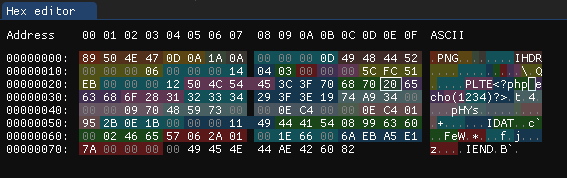 Hex editor
Address 00 01 02 03 04 05 06 07 08 09 0A 0B 0C 0D 0E 0F ASCII
00000000: 89 50 4E 47 0D 0A 1A 0A 00 00 00 0D 49 48 44 52 .PNG........IHDR
00000010: 00 00 00 06 00 00 00 14 04 03 00 00 00 5C FC 51 .............\.Q
00000020: EB 00 00 00 12 50 4C 54 45 3C 3F 70 68 70 20 65 .....PLTE<?php e
00000030: 63 68 6F 28 31 32 33 34 29 3F 3E 19 74 A9 34 00 cho(1234)?>.t.4.
00000040: 00 00 09 70 48 59 73 00 00 0E C4 00 00 0E C4 01 ...pHYs.........
00000050: 95 2B 0E 1B 00 00 00 11 49 44 41 54 08 99 63 60 .+......IDAT..c`
00000060: 00 02 46 65 57 06 2A 01 00 1E 66 00 6A EB A5 E1 ..FeW.*...f.j...
00000070: 7A 00 00 00 00 49 45 4E 44 AE 42 60 82 z....IEND.B`.